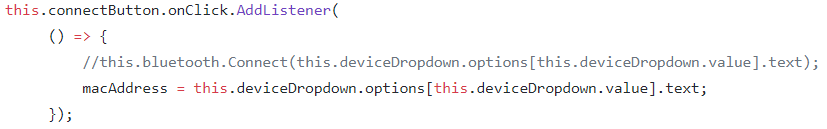 this.connectButton.onClick.AddListener(
() => {
//this.bluetooth.Connect(this.deviceDropdown.options[this.deviceDropdown.value].text);
macAddress = this.deviceDropdown.options[this.deviceDropdown.value].text;
});